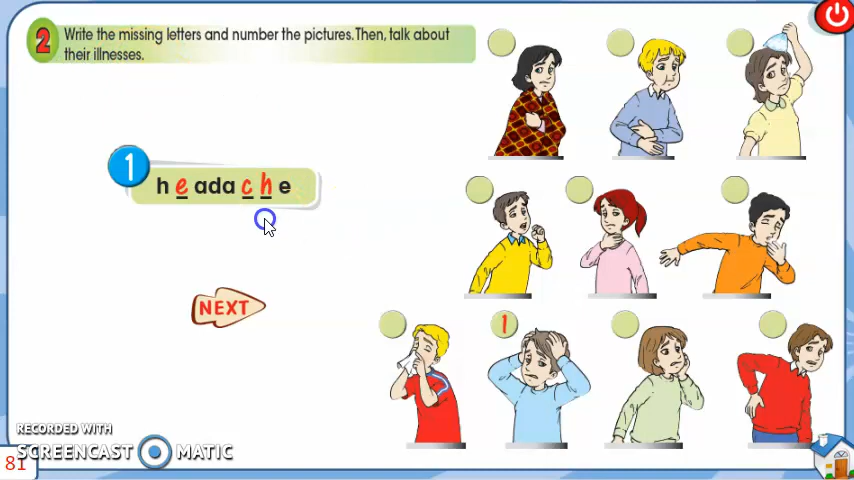 2 Write the missing letters and number the pictures.Then, talk about
their illnesses.
1
h e ada c h e
NEXT
1
RECORDED WITH
SCREENCAST MATIC
81